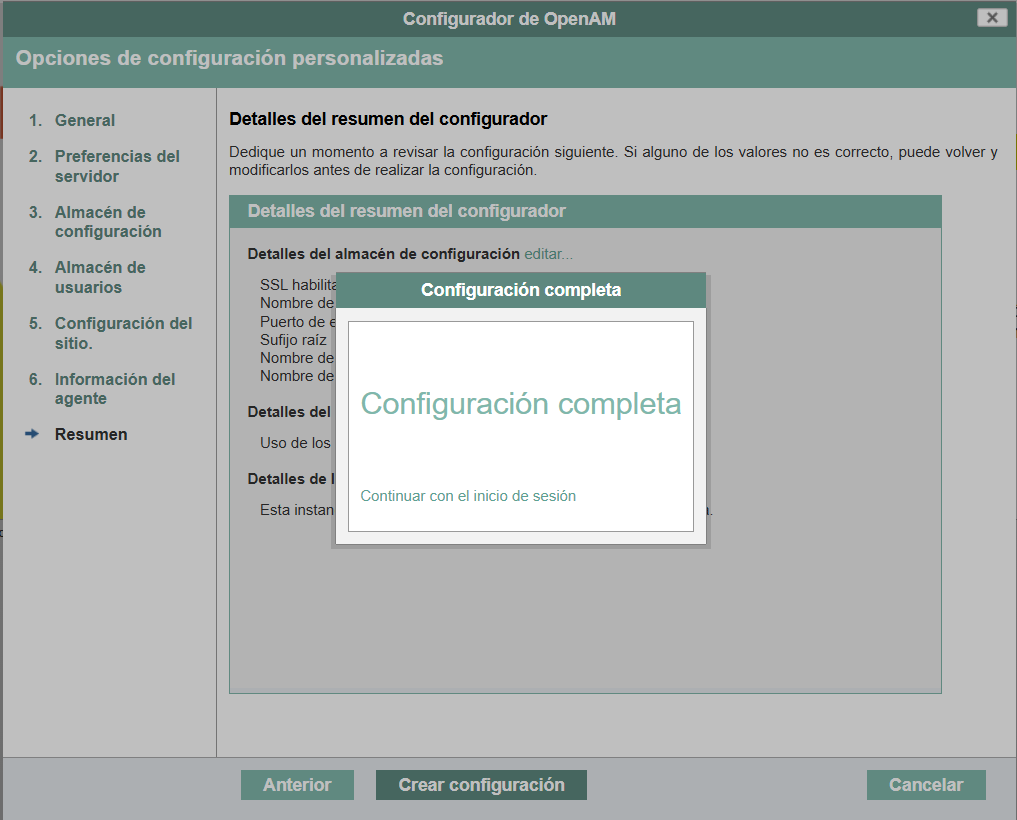 Configurador de OpenAM
Opciones de configuración personalizadas
1. General
2. Preferencias del
servidor
3. Almacén de
configuración
4. Almacén de
usuarios
5. Configuración del
sitio.
6. Información del
agente
Resumen
Detalles del resumen del configurador
Dedique un momento a revisar la configuración siguiente. Si alguno de los valores no es correcto, puede volver y
modificarlos antes de realizar la configuración.
Detalles del resumen del configurador
Detalles del almacén de configuración editar...
SSL habilita
Nombre de
Puerto de e
Sufijo raíz
Nombre de
Nombre de
Detalles del
Uso de los
Detalles de l
Esta instan
a.
Configuración completa
Configuración completa
Continuar con el inicio de sesión
Anterior
Crear configuración
Cancelar